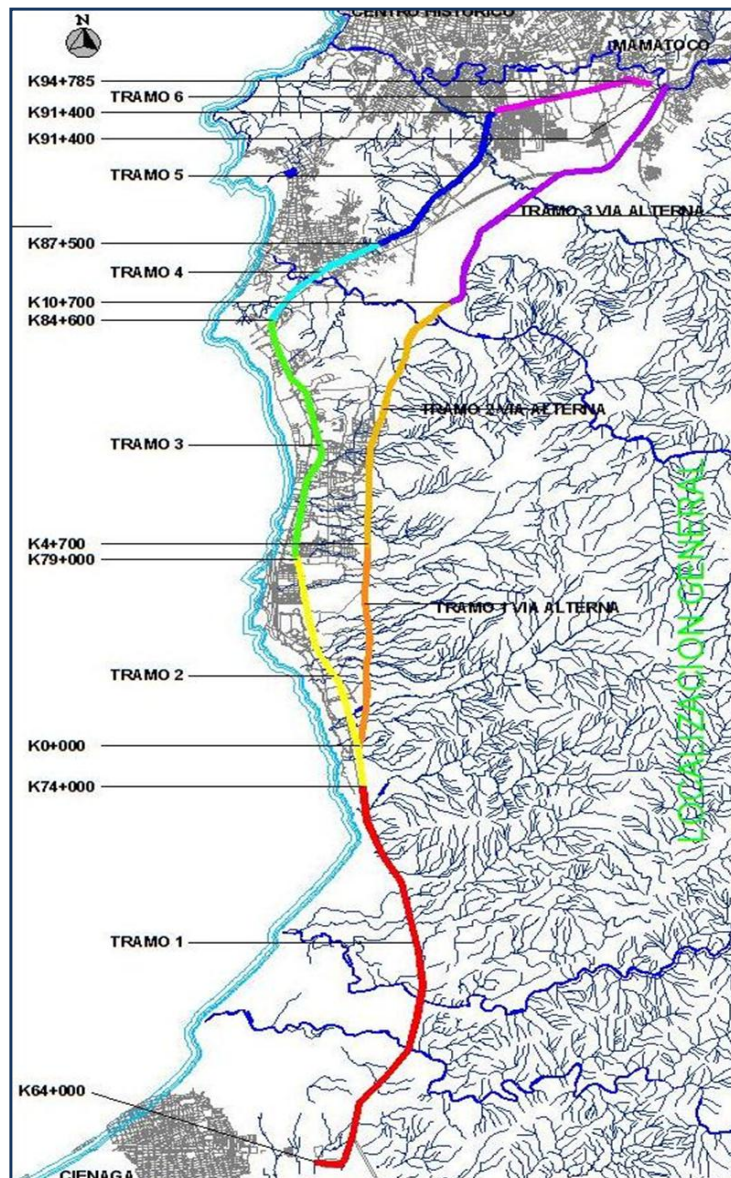 CENTRO HISTORICO
N
MAMATOCO
K94+785
TRAMO 6
K91+400
K91+400
TRAMO 5
TRAMO 3 VIA ALTERNA
K87+500
TRAMO 4
K10+700
K84+600
TRAMO 2 VIA ALTERNA
TRAMO 3
LOCALIZACION GENERAL
K4+700
K79+000
TRAMO 1 VIA ALTERNA
TRAMO 2
K0+000
K74+000
TRAMO 1
K64+000
CIENAGA